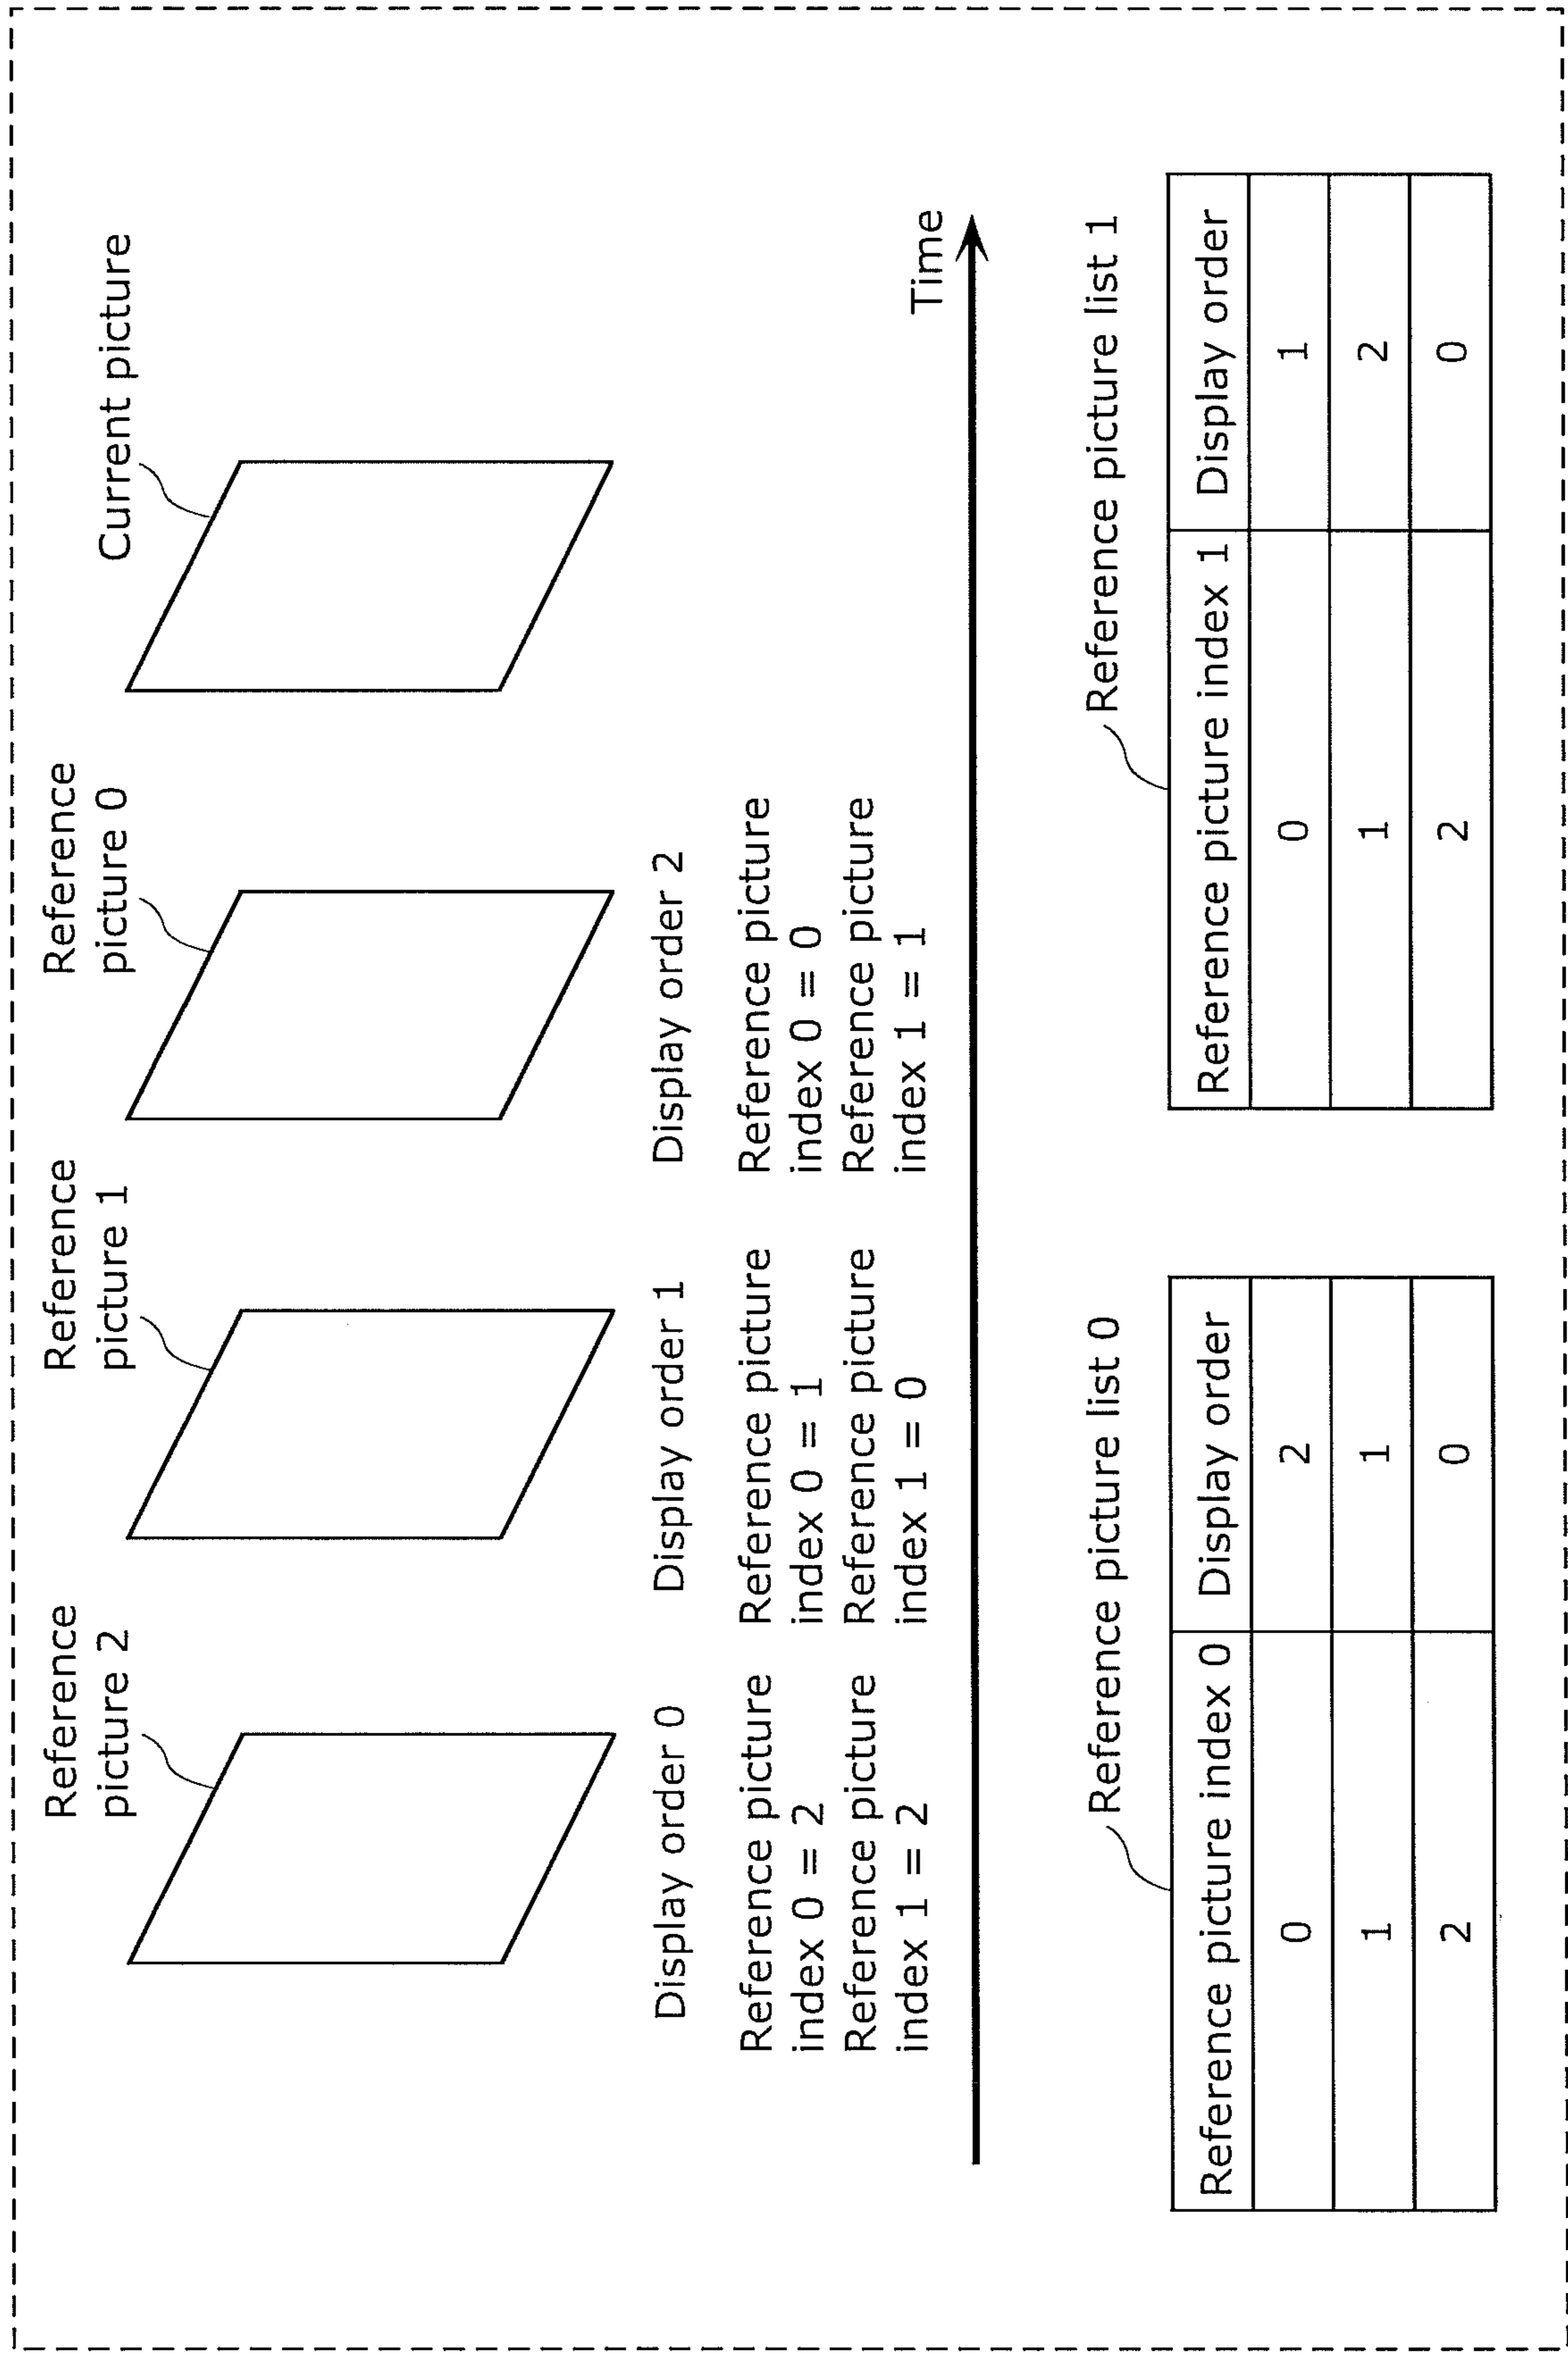 Reference
picture 2
Reference
picture 1
Reference
picture 0
Current picture
Display order 0
Display order 1
Display order 2
Reference picture
index 0 = 2
Reference picture
index 1 = 2
Reference picture
index 0 = 1
Reference picture
index 1 = 0
Reference picture
index 0 = 0
Reference picture
index 1 = 1
Time
Reference picture list 0
Reference picture index 0 Display order
0 2
1 1
2 0
Reference picture list 1
Reference picture index 1 Display order
0 1
1 2
2 0